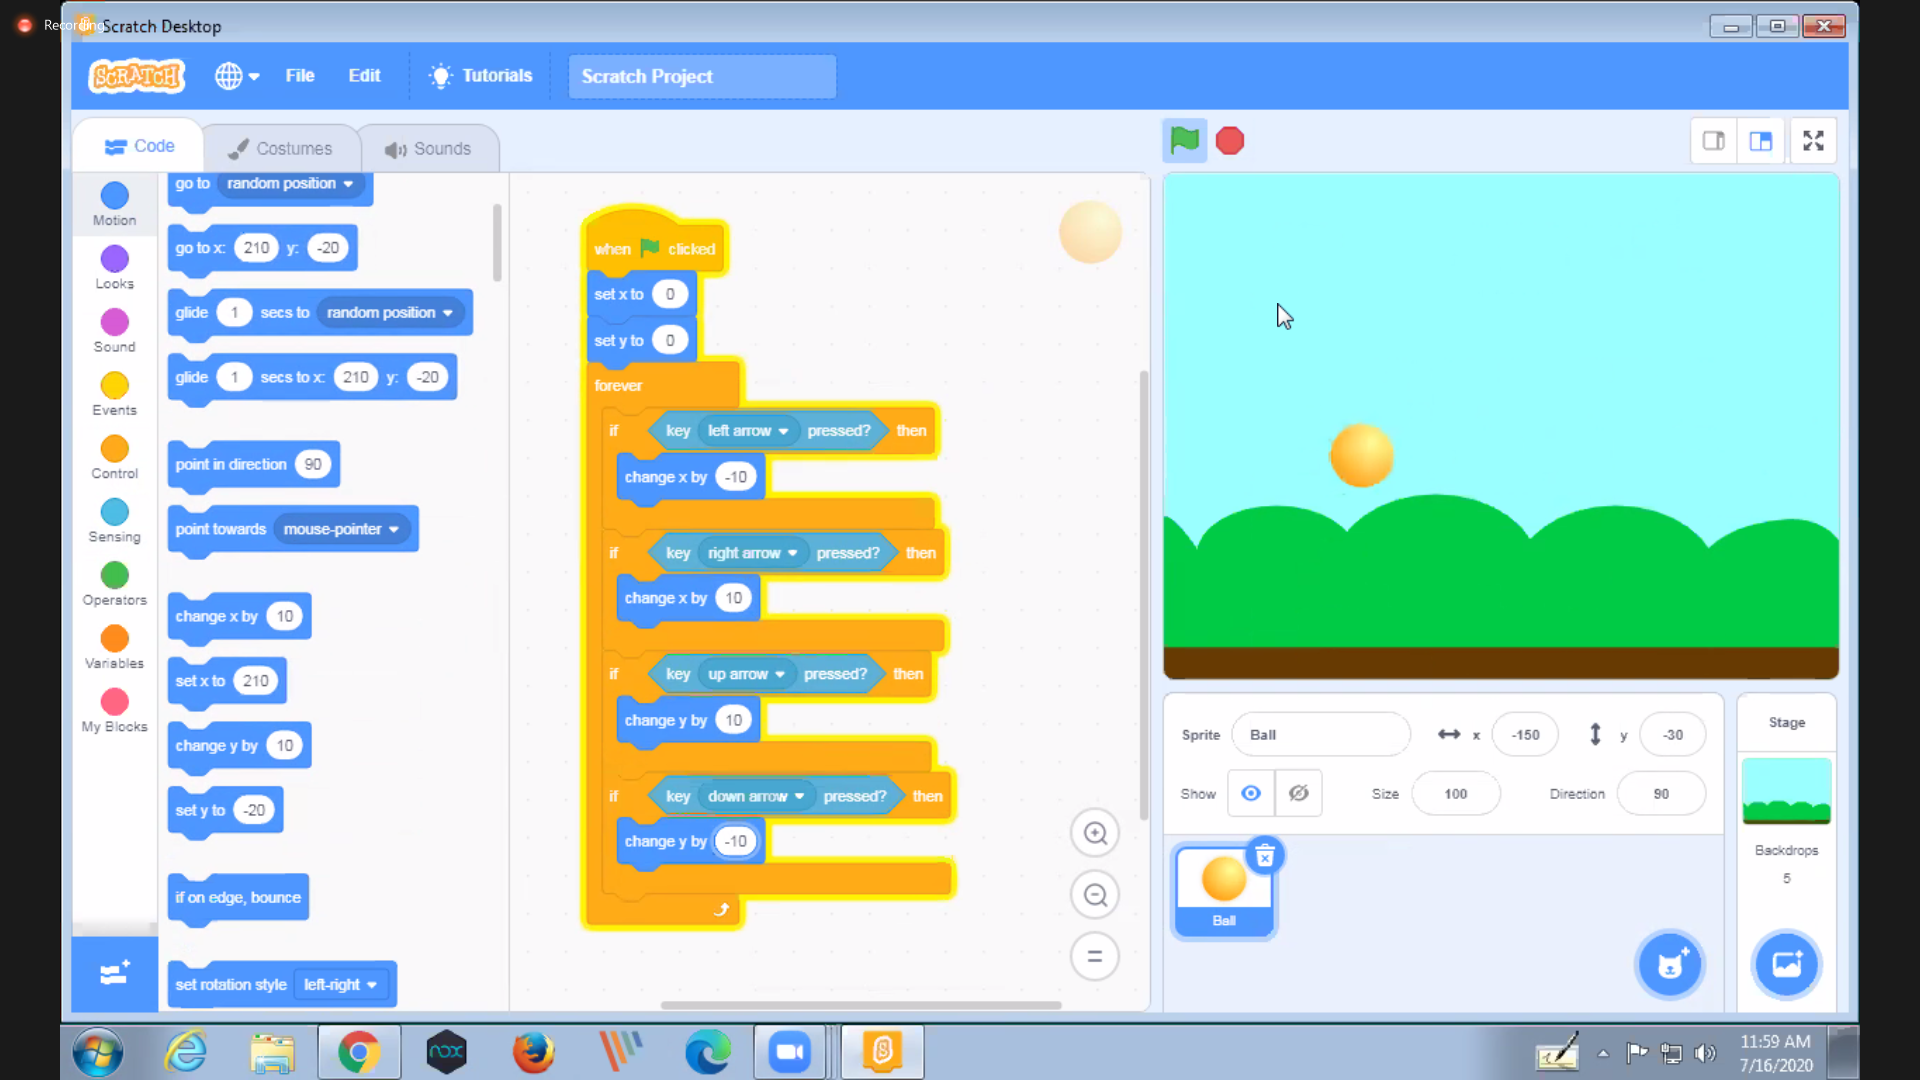 Recording
Scratch Desktop
SCRATCH
File
Edit
Tutorials
Scratch Project
Code
Costumes
Sounds
Motion
Looks
Sound
Events
Control
Sensing
Operators
Variables
My Blocks
go to random position
go to x: 210 y: -20
glide 1 secs to random position
glide 1 secs to x: 210 y: -20
point in direction 90
point towards mouse-pointer
change x by 10
set x to 210
change y by 10
set y to -20
if on edge, bounce
set rotation style left-right
when clicked
set x to 0
set y to 0
forever
if key left arrow pressed? then
change x by -10
if key right arrow pressed? then
change x by 10
if key up arrow pressed? then
change y by 10
if key down arrow pressed? then
change y by -10
Sprite Ball x -150 y -30
Show Size 100 Direction 90
Ball
Stage
Backdrops
5
nox
11:59 AM
7/16/2020